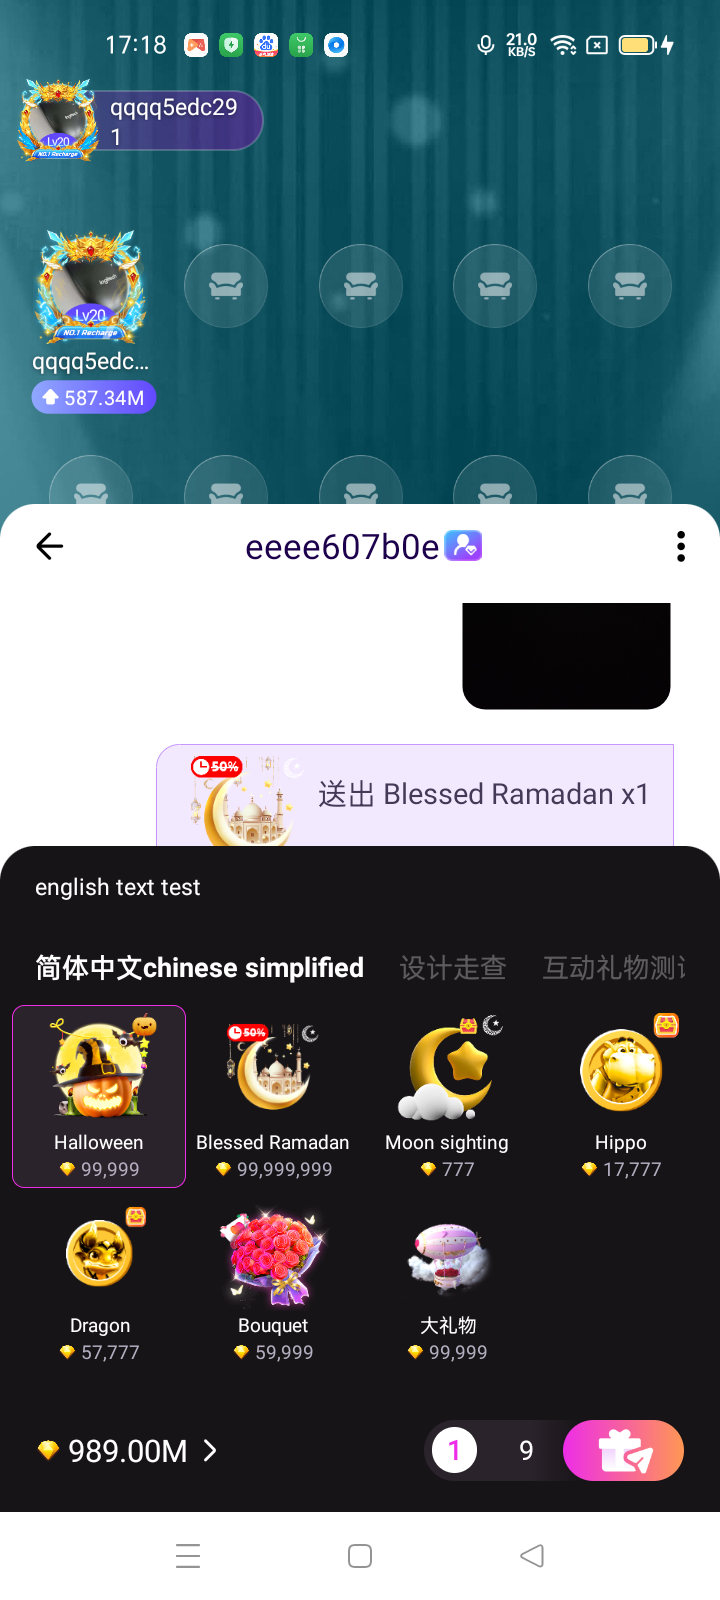 17:18
21.0
KB/S
qqqq5edc29
1
Lv20
NO.1 Recharge
logitech
Lv20
NO.1 Recharge
qqqq5edc...
587.34M
eeee607b0e
50%
送出 Blessed Ramadan x1
english text test
简体中文chinese simplified
设计走查
互动礼物测
50%
Halloween
Blessed Ramadan
Moon sighting
Hippo
99,999
99,999,999
777
17,777
Dragon
Bouquet
大礼物
57,777
59,999
99,999
989.00M
1
9